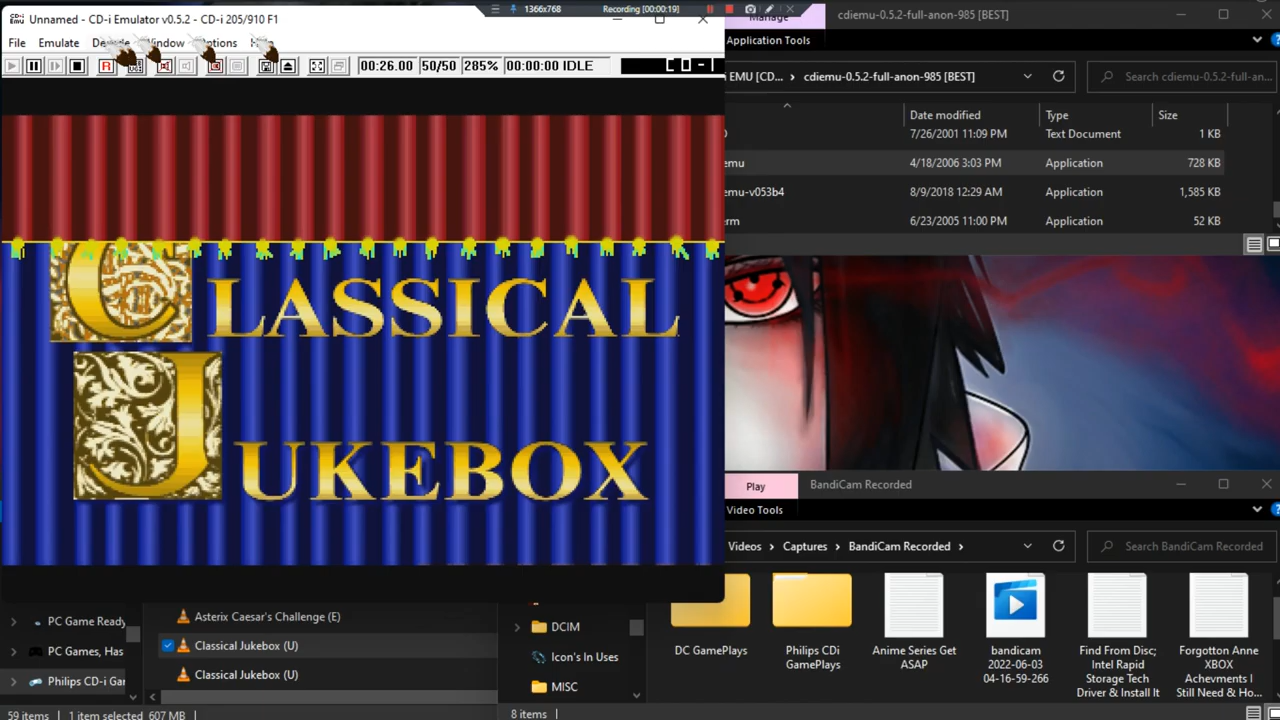 CD-i Emulator v0.5.2 - CD-i 205/910 F1
File Emulate Window Options
00:26.00 50/50 285% 00:00:00 IDLE CD-I
CLASSICAL
JUKEBOX
1366x768 Recording [00:00:19]
Manage cdiemu-0.5.2-full-anon-985 [BEST]
Application Tools
EMU [CD... cdiemu-0.5.2-full-anon-985 [BEST] Search cdiemu-0.5.2-full-an...
Date modified Type Size
7/26/2001 11:09 PM Text Document 1 KB
emu 4/18/2006 3:03 PM Application 728 KB
emu-v053b4 8/9/2018 12:29 AM Application 1,585 KB
rm 6/23/2005 11:00 PM Application 52 KB
Play BandiCam Recorded
Video Tools
Videos Captures BandiCam Recorded Search BandiCam Recorded
DC GamePlays
Philips CDi
GamePlays
Anime Series Get
ASAP
bandicam
2022-06-03
04-16-59-266
Find From Disc;
Intel Rapid
Storage Tech
Driver & Install It
Forgotten Anne
XBOX
Achevments I
Still Need & Ho...
PC Game Ready
PC Games, Has
Philips CD-i Gar
Asterix Caesar's Challenge (E)
Classical Jukebox (U)
Classical Jukebox (U)
DCIM
Icon's In Uses
MISC
59 items 1 item selected 607 MB
8 items